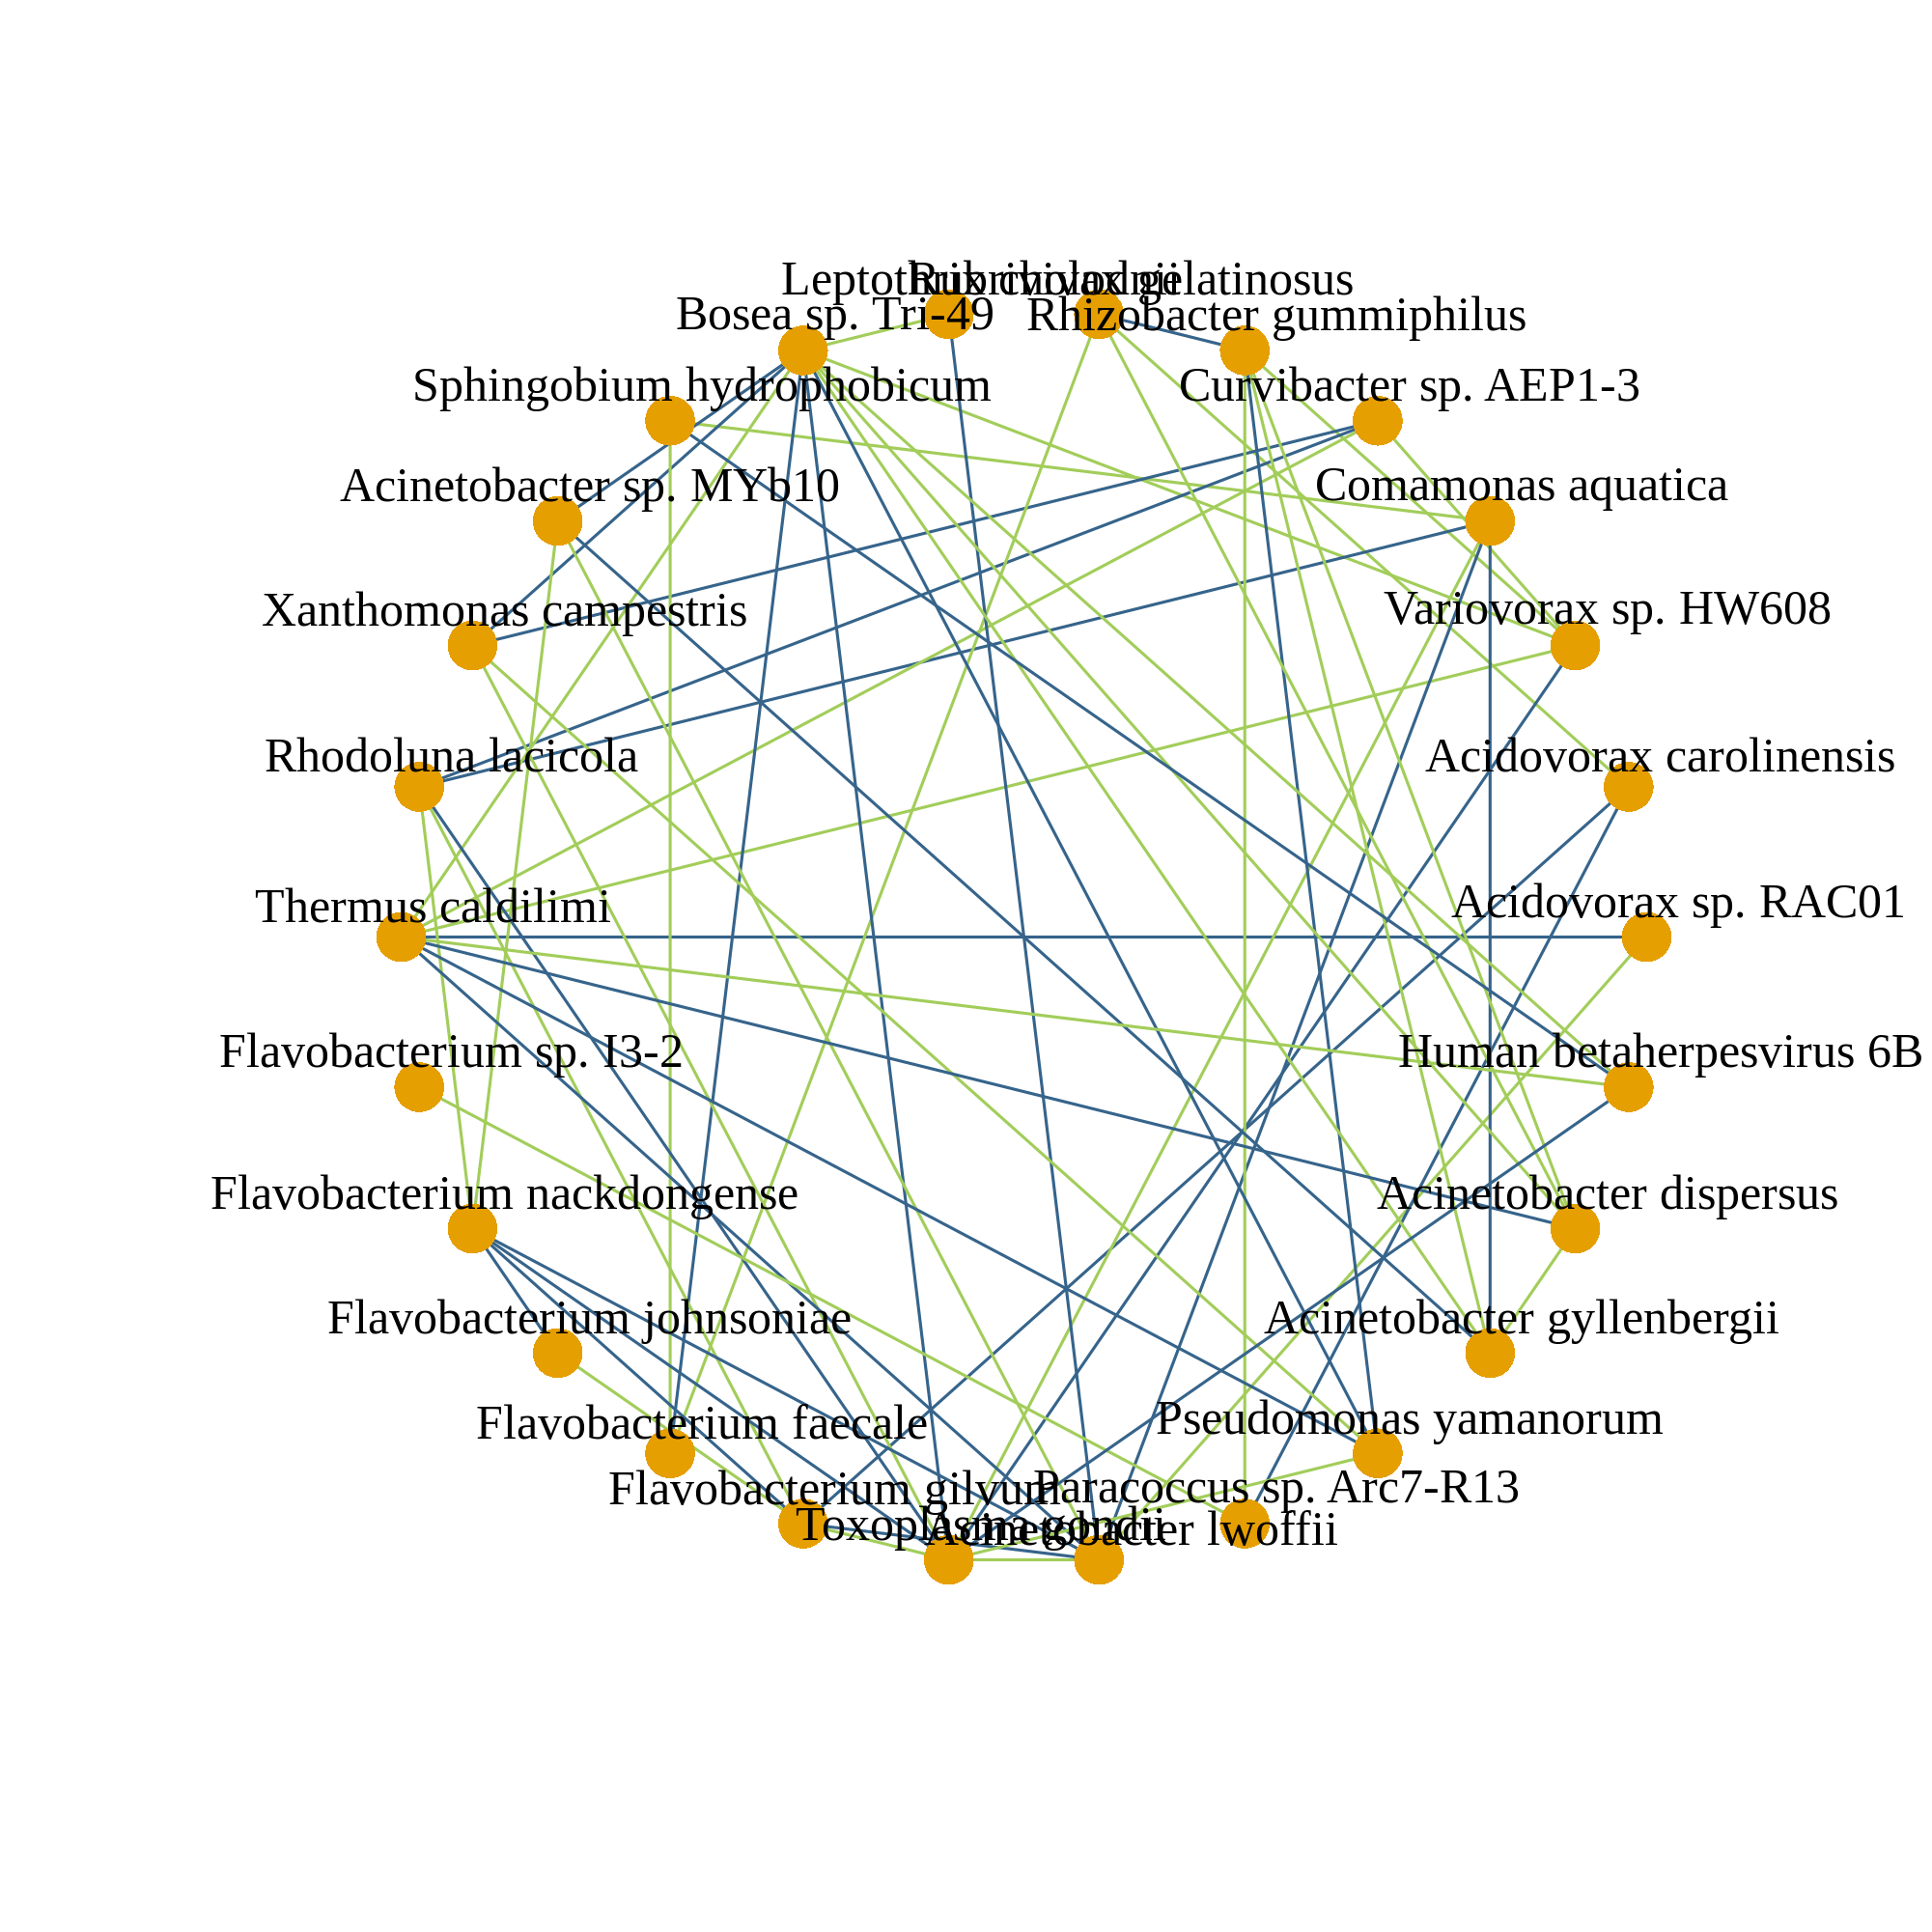 Leptothrix cholodnii
Rubrivivax gelatinosus
Bosea sp. Tri-49
Rhizobacter gummiphilus
Sphingobium hydrophobicum
Curvibacter sp. AEP1-3
Acinetobacter sp. MYb10
Comamonas aquatica
Xanthomonas campestris
Variovorax sp. HW608
Rhodoluna lacicola
Acidovorax carolinensis
Thermus caldilimi
Acidovorax sp. RAC01
Flavobacterium sp. I3-2
Human betaherpesvirus 6B
Flavobacterium nackdongense
Acinetobacter dispersus
Flavobacterium johnsoniae
Acinetobacter gyllenbergii
Flavobacterium faecale
Pseudomonas yamanorum
Flavobacterium gilvum
Paracoccus sp. Arc7-R13
Toxoplasma gondii
Acinetobacter lwoffii